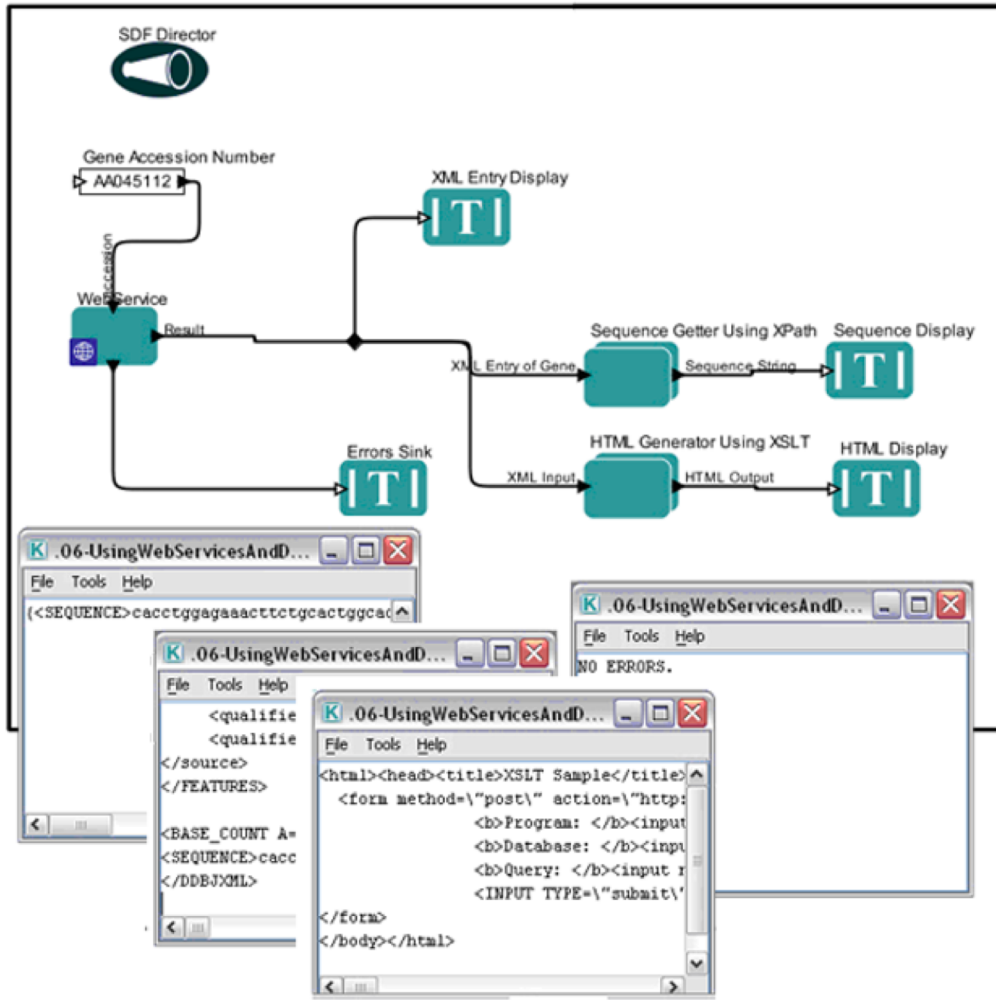 SDF Director
Gene Accession Number
AA045112
XML Entry Display
T
Accession
WebService
Result
Sequence Getter Using XPath
Sequence Display
XML Entry of Gene
Sequence String
T
HTML Generator Using XSLT
HTML Display
Errors Sink
XML Input
HTML Output
T
T
K .06-UsingWebServicesAndD...
File Tools Help
(<SEQUENCE>cacctggagaaacttctgcactggcac
K .06-UsingWebServicesAndD...
File Tools Help
NO ERRORS.
K .06-UsingWebServicesAndD...
File Tools Help
<qualifie
<qualifie
</source>
</FEATURES>
<BASE_COUNT A=
<SEQUENCE>cacc
</DDBJXML>
K .06-UsingWebServicesAndD...
File Tools Help
<html><head><title>XSLT Sample</title>
<form method=\"post\" action=\"http:
<b>Program: </b><input
<b>Database: </b><inpu
<b>Query: </b><input n
<INPUT TYPE=\"submit\"
</form>
</body></html>